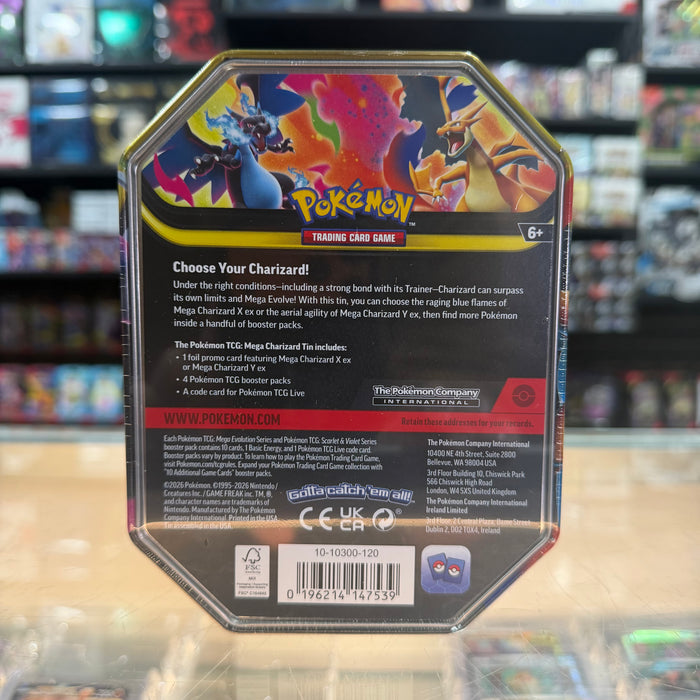 POKéMON
TRADING CARD GAME
6+
Choose Your Charizard!
Under the right conditions—including a strong bond with its Trainer—Charizard can surpass
its own limits and Mega Evolve! With this tin, you can choose the raging blue flames of
Mega Charizard X ex or the aerial agility of Mega Charizard Y ex, then find more Pokémon
inside a handful of booster packs.
The Pokémon TCG: Mega Charizard Tin includes:
• 1 foil promo card featuring Mega Charizard X ex
or Mega Charizard Y ex
• 4 Pokémon TCG booster packs
• A code card for Pokémon TCG Live
The Pokémon Company
INTERNATIONAL
WWW.POKEMON.COM
Retain these addresses for your records.
Each Pokémon TCG: Mega Evolution Series and Pokémon TCG: Scarlet & Violet Series
booster pack contains 10 cards, 1 Basic Energy, and 1 Pokémon TCG Live code card.
Booster packs vary by product. To learn how to play the Pokémon Trading Card Game,
visit Pokemon.com/tcgrules. Expand your Pokémon Trading Card Game collection with
"10 Additional Game Cards" booster packs.
©2026 Pokémon. ©1995-2026 Nintendo /
Creatures Inc. / GAME FREAK inc. TM, ®,
and character names are trademarks of
Nintendo. Manufactured by The Pokémon
Company International. Printed in the USA.
Tin assembled in the USA.
Gotta catch 'em all!
CE UK
CA
The Pokémon Company International
10400 NE 4th Street, Suite 2800
Bellevue, WA 98004 USA
3rd Floor Building 10, Chiswick Park
566 Chiswick High Road
London, W4 5XS United Kingdom
The Pokémon Company International
Ireland Limited
3rd Floor, 2 Central Plaza, Dame Street
Dublin 2, D02 T0X4, Ireland
FSC
MIX
10-10300-120
0 196214 147539